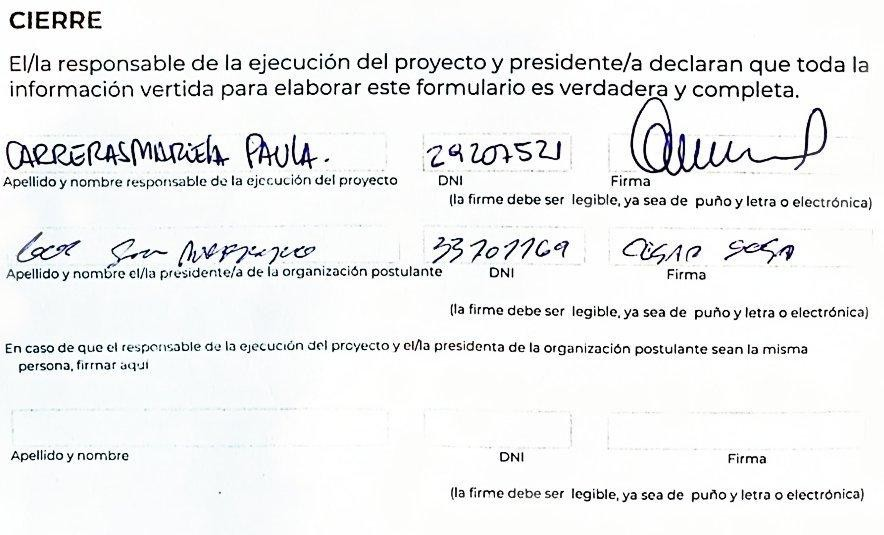 CIERRE
El/la responsable de la ejecución del proyecto y presidente/a declaran que toda la
información vertida para elaborar este formulario es verdadera y completa.
CARRERAS MARIELA PAULA. 29207521
Apellido y nombre responsable de la ejecución del proyecto DNI Firma
(la firme debe ser legible, ya sea de puño y letra o electrónica)
33701169 CESAR SOSA
Apellido y nombre el/la presidente/a de la organización postulante DNI Firma
(la firme debe ser legible, ya sea de puño y letra o electrónica)
En caso de que el responsable de la ejecución del proyecto y el/la presidenta de la organización postulante sean la misma
persona, firmar aquí
Apellido y nombre DNI Firma
(la firme debe ser legible, ya sea de puño y letra o electrónica)